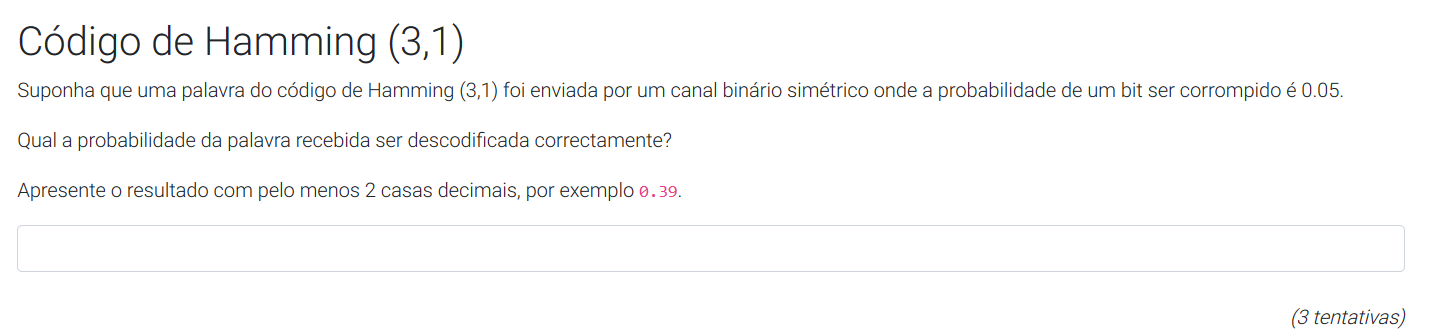 Código de Hamming (3,1)
Suponha que uma palavra do código de Hamming (3,1) foi enviada por um canal binário simétrico onde a probabilidade de um bit ser corrompido é 0.05.
Qual a probabilidade da palavra recebida ser descodificada correctamente?
Apresente o resultado com pelo menos 2 casas decimais, por exemplo 0.39.
(3 tentativas)